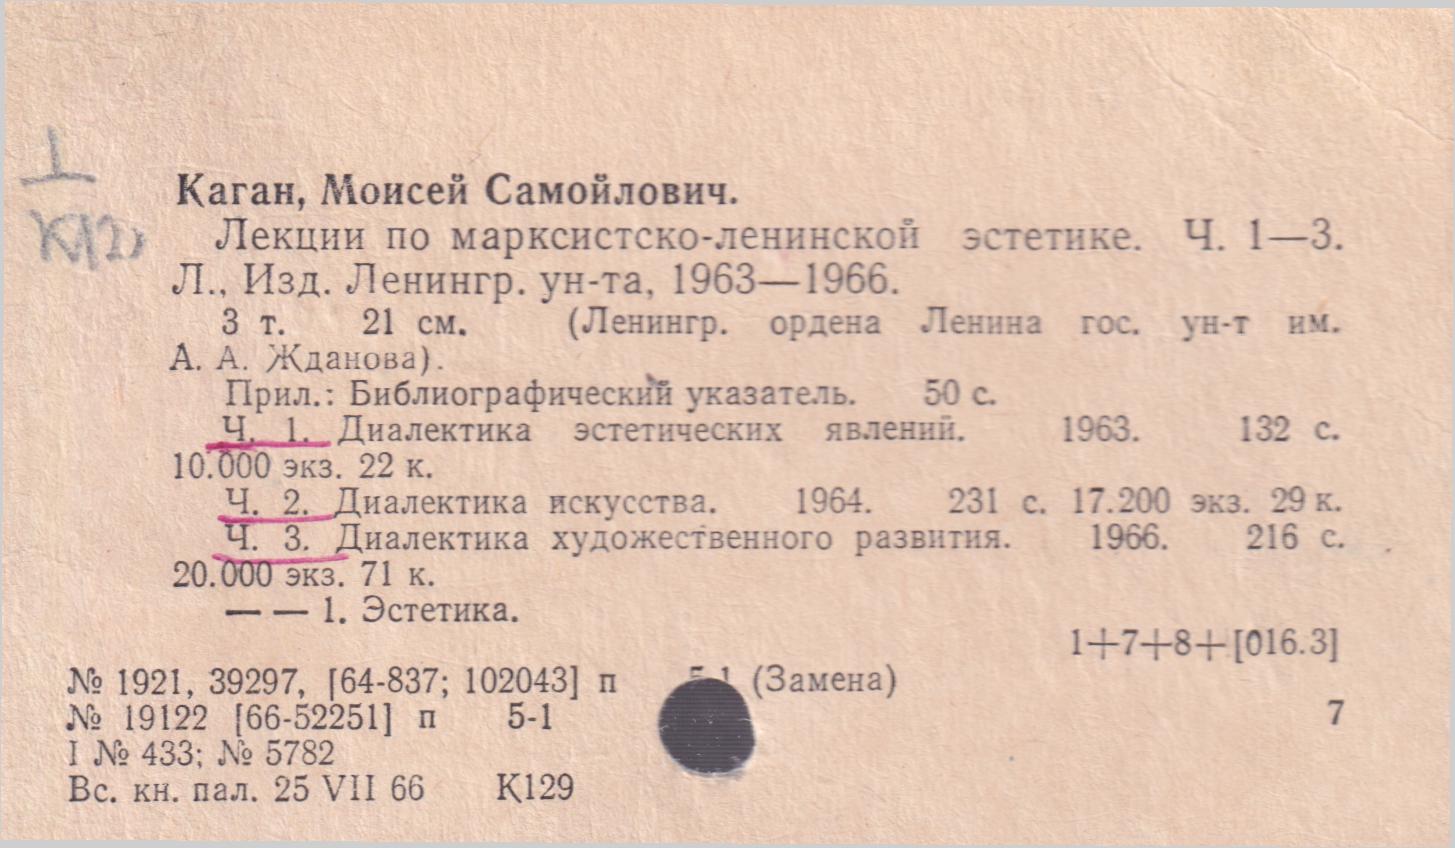 Каган, Моисей Самойлович.
Лекции по марксистско-ленинской эстетике. Ч. 1—3.
Л., Изд. Ленингр. ун-та, 1963—1966.
3 т. 21 см. (Ленингр. ордена Ленина гос. ун-т им.
А. А. Жданова).
Прил.: Библиографический указатель. 50 с.
Ч. 1. Диалектика эстетических явлений. 1963. 132 с.
10.000 экз. 22 к.
Ч. 2. Диалектика искусства. 1964. 231 с. 17.200 экз. 29 к.
Ч. 3. Диалектика художественного развития. 1966. 216 с.
20.000 экз. 71 к.
— — 1. Эстетика.
1+7+8+[016.3]
№ 1921, 39297, [64-837; 102043] п (Замена)
№ 19122 [66-52251] п 5-1
7
I № 433; № 5782
Вс. кн. пал. 25 VII 66 К129